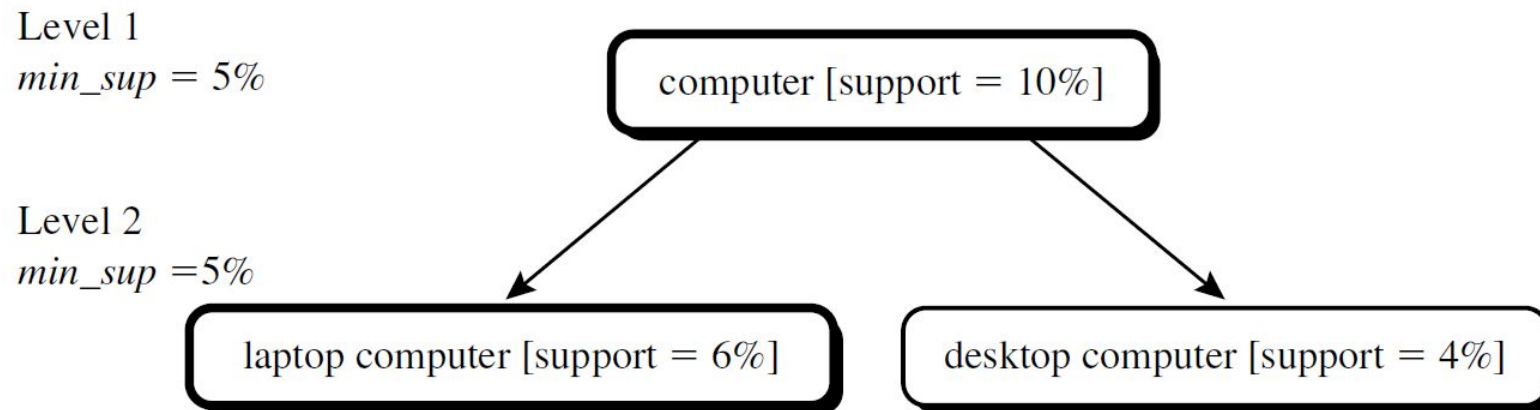 Level 1
min_sup = 5%
computer [support = 10%]
Level 2
min_sup =5%
laptop computer [support = 6%]
desktop computer [support = 4%]